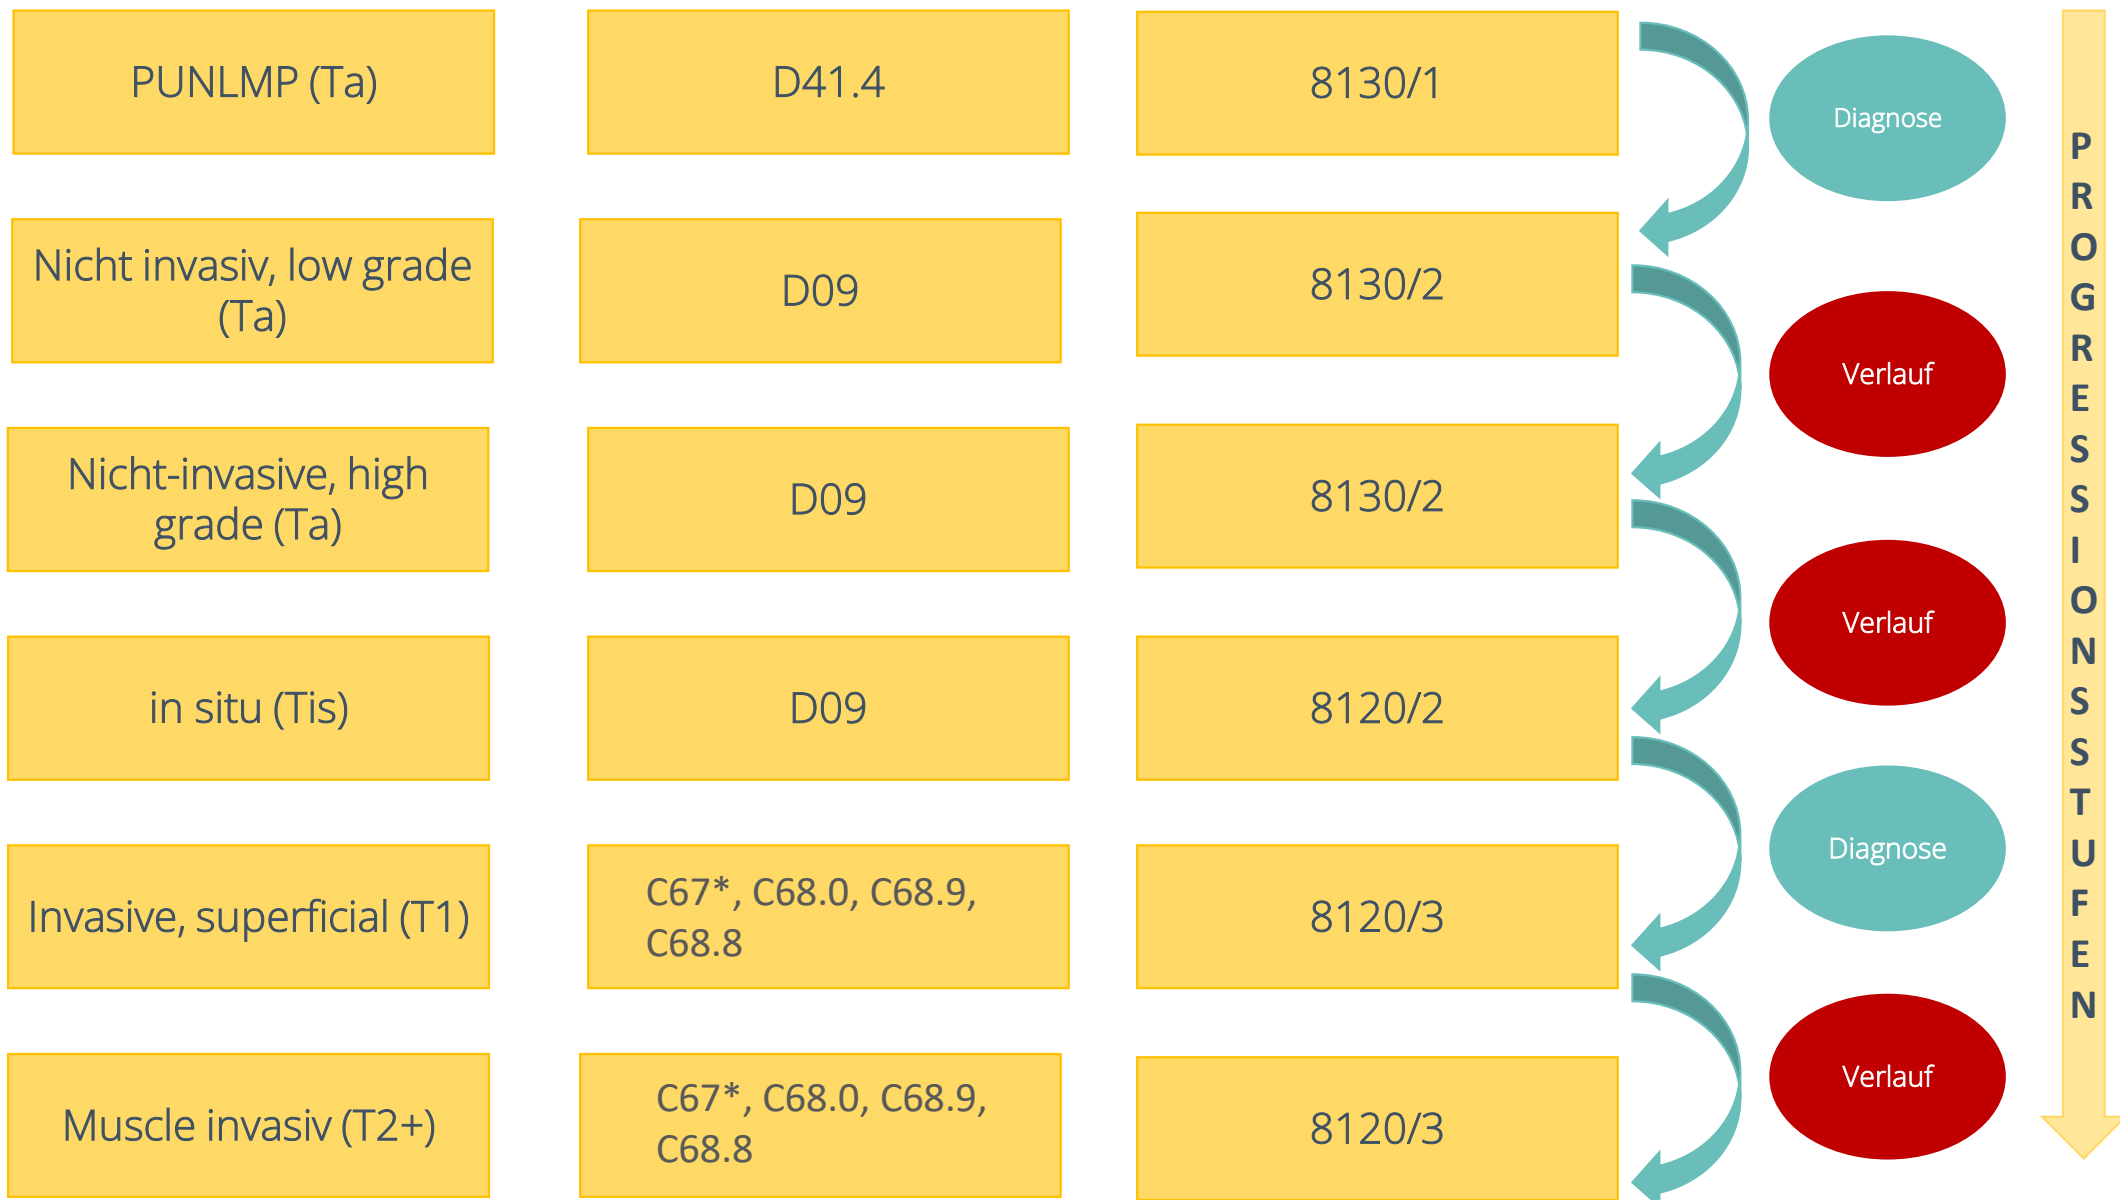 PUNLMP (Ta)
D41.4
8130/1
Diagnose
Nicht invasiv, low grade
(Ta)
D09
8130/2
Verlauf
Nicht-invasive, high
grade (Ta)
D09
8130/2
Verlauf
in situ (Tis)
D09
8120/2
Diagnose
Invasive, superficial (T1)
C67*, C68.0, C68.9,
C68.8
8120/3
Verlauf
Muscle invasiv (T2+)
C67*, C68.0, C68.9,
C68.8
8120/3
PROGRESSIONSSTUFEN